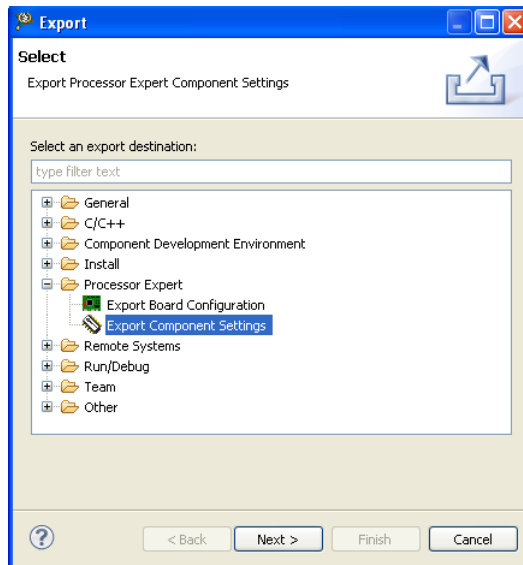 Export
Select
Export Processor Expert Component Settings
Select an export destination:
type filter text
General
C/C++
Component Development Environment
Install
Processor Expert
Export Board Configuration
Export Component Settings
Remote Systems
Run/Debug
Team
Other
< Back Next > Finish Cancel